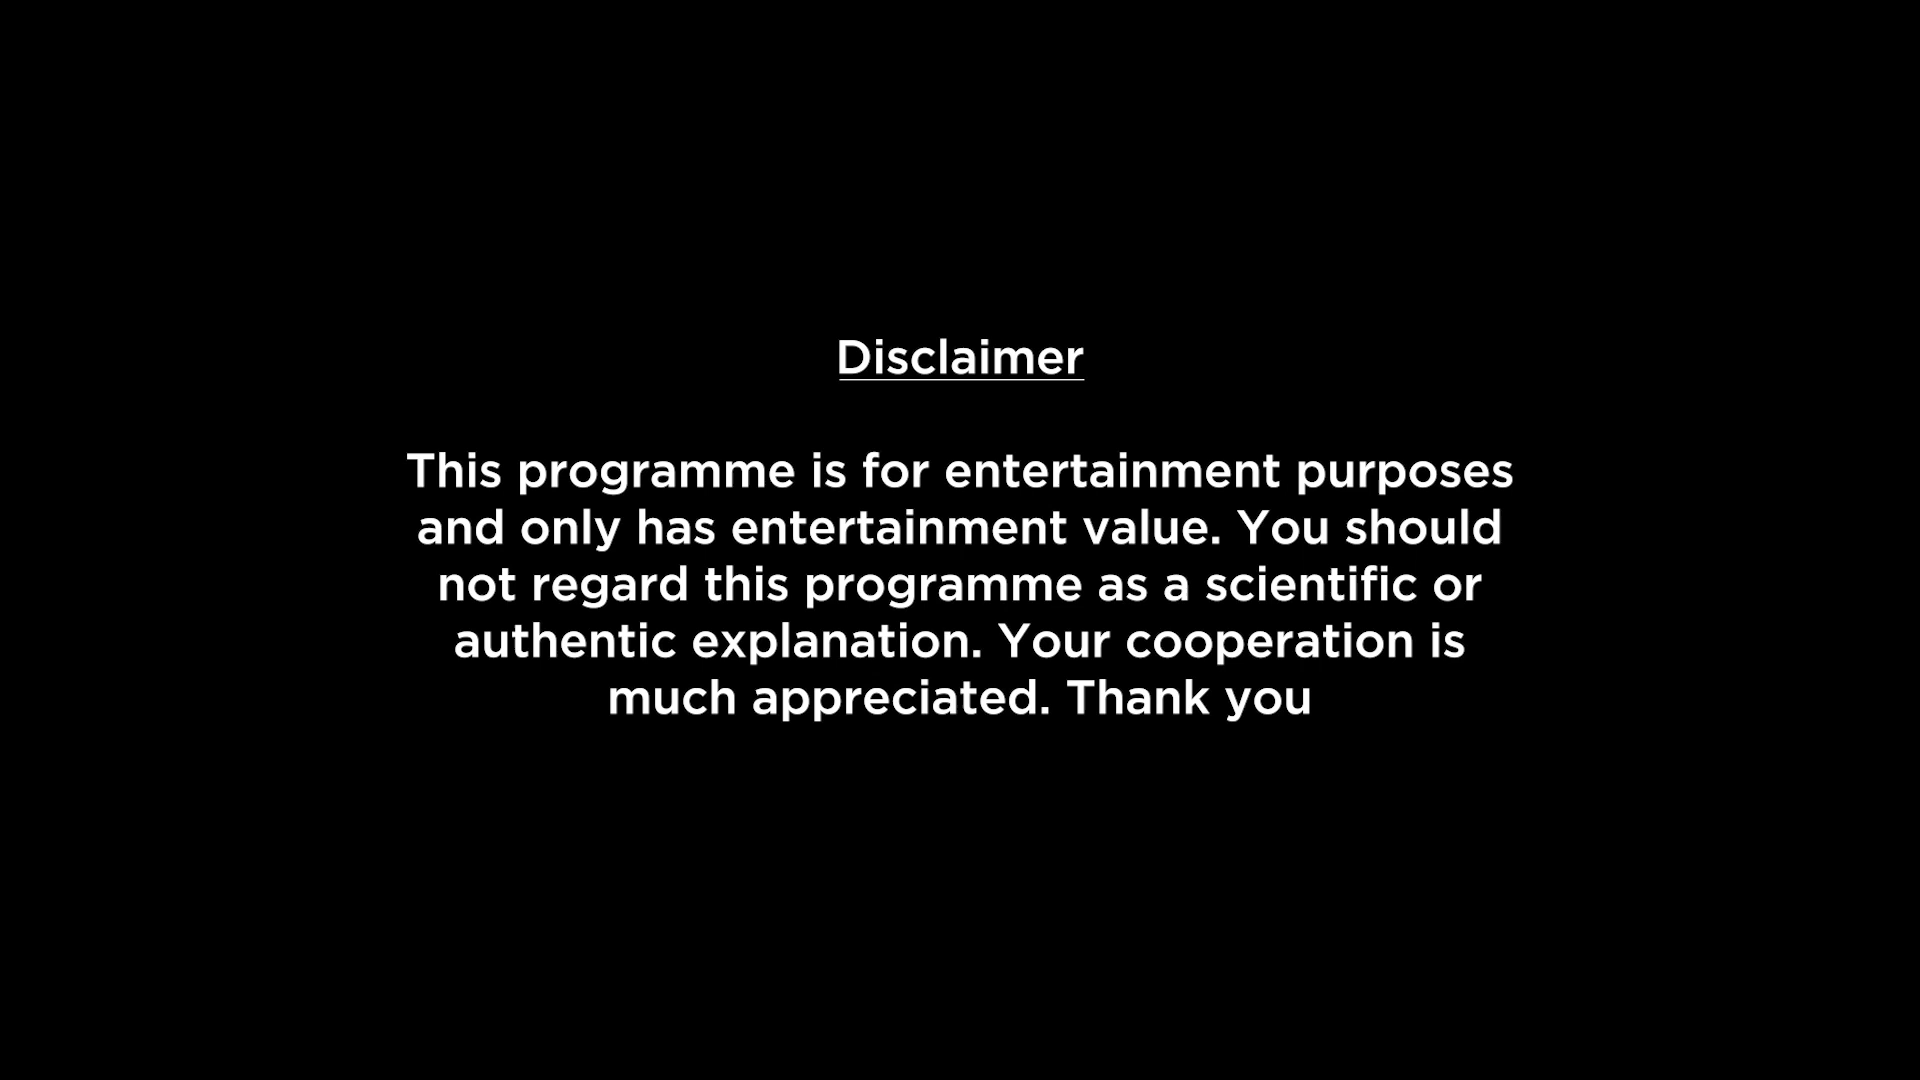 Disclaimer
This programme is for entertainment purposes
and only has entertainment value. You should
not regard this programme as a scientific or
authentic explanation. Your cooperation is
much appreciated. Thank you